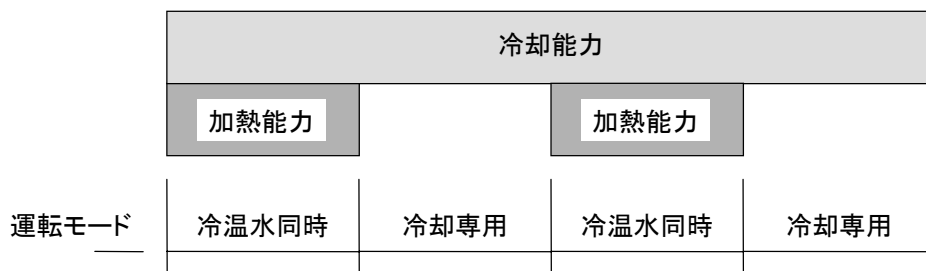 冷却能力
加熱能力 加熱能力
運転モード 冷温水同時 冷却専用 冷温水同時 冷却専用